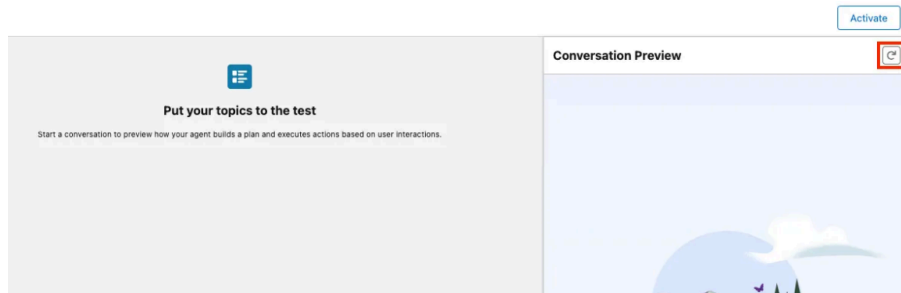 Activate
Conversation Preview
Put your topics to the test
Start a conversation to preview how your agent builds a plan and executes actions based on user interactions.